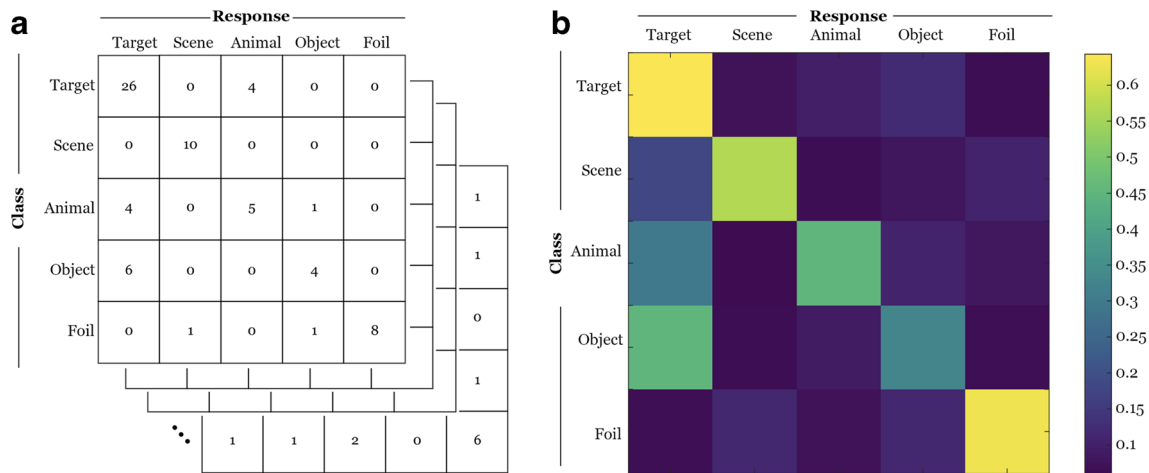 a
Response
Target Scene Animal Object Foil
Class
Target 26 0 4 0 0
Scene 0 10 0 0 0
Animal 4 0 5 1 0
Object 6 0 0 4 0
Foil 0 1 0 1 8
1
1
0
1
1 1 2 0 6
b
Response
Target Scene Animal Object Foil
Class
Target
Scene
Animal
Object
Foil
0.6
0.55
0.5
0.45
0.4
0.35
0.3
0.25
0.2
0.15
0.1